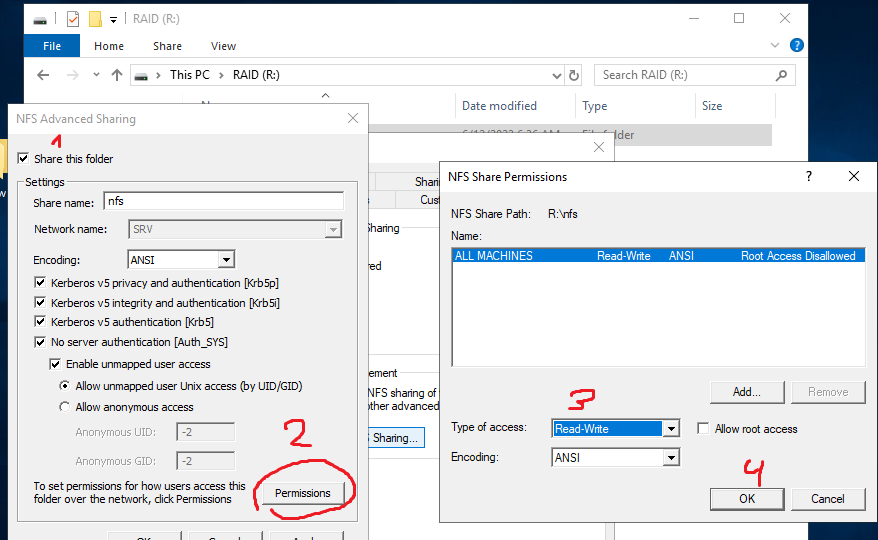 RAID (R:)
File Home Share View
This PC RAID (R:)
Search RAID (R:)
Date modified Type Size
NFS Advanced Sharing
1
Share this folder
Settings
Share name: nfs
Network name: SRV
Encoding: ANSI
Kerberos v5 privacy and authentication [Krb5p]
Kerberos v5 integrity and authentication [Krb5i]
Kerberos v5 authentication [Krb5]
No server authentication [Auth_SYS]
Enable unmapped user access
Allow unmapped user Unix access (by UID/GID)
Allow anonymous access
Anonymous UID: -2
Anonymous GID: -2
2
To set permissions for how users access this
folder over the network, click Permissions
Permissions
Sharing...
NFS sharing of
other advanced
NFS Share Permissions
NFS Share Path: R:\nfs
Name:
ALL MACHINES Read-Write ANSI Root Access Disallowed
Add... Remove
3
Type of access: Read-Write Allow root access
Encoding: ANSI
4
OK Cancel